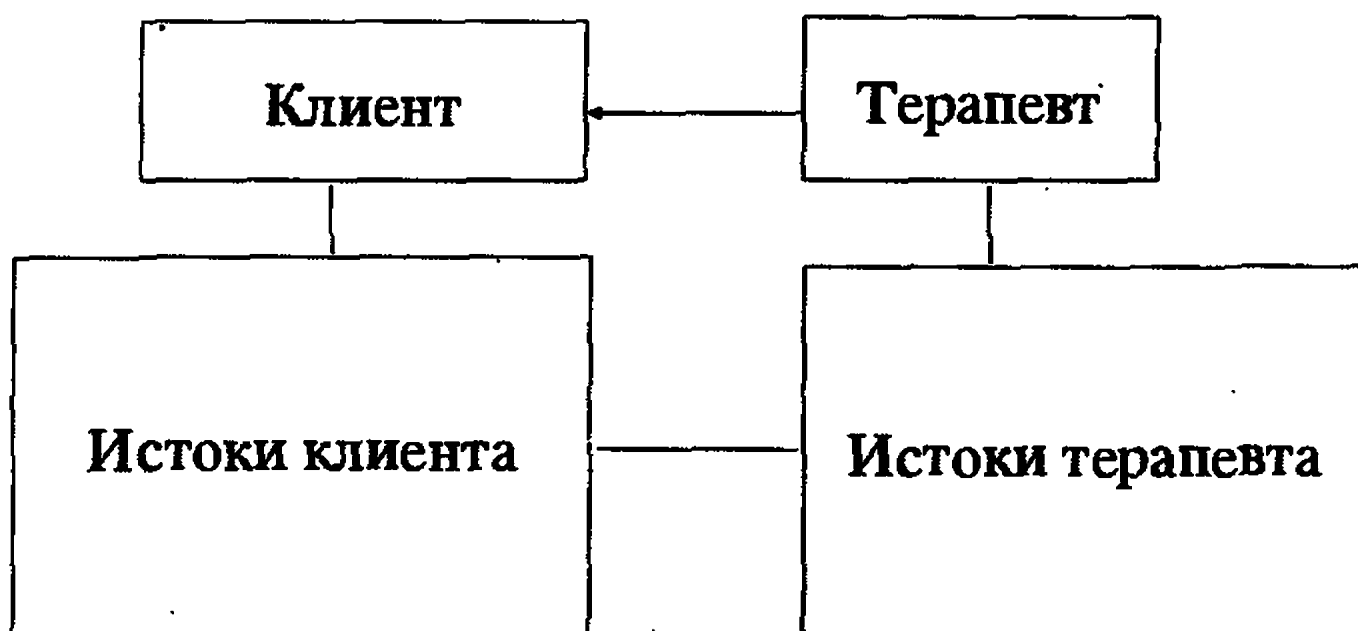 Клиент
Терапевт
Истоки клиента
Истоки терапевта